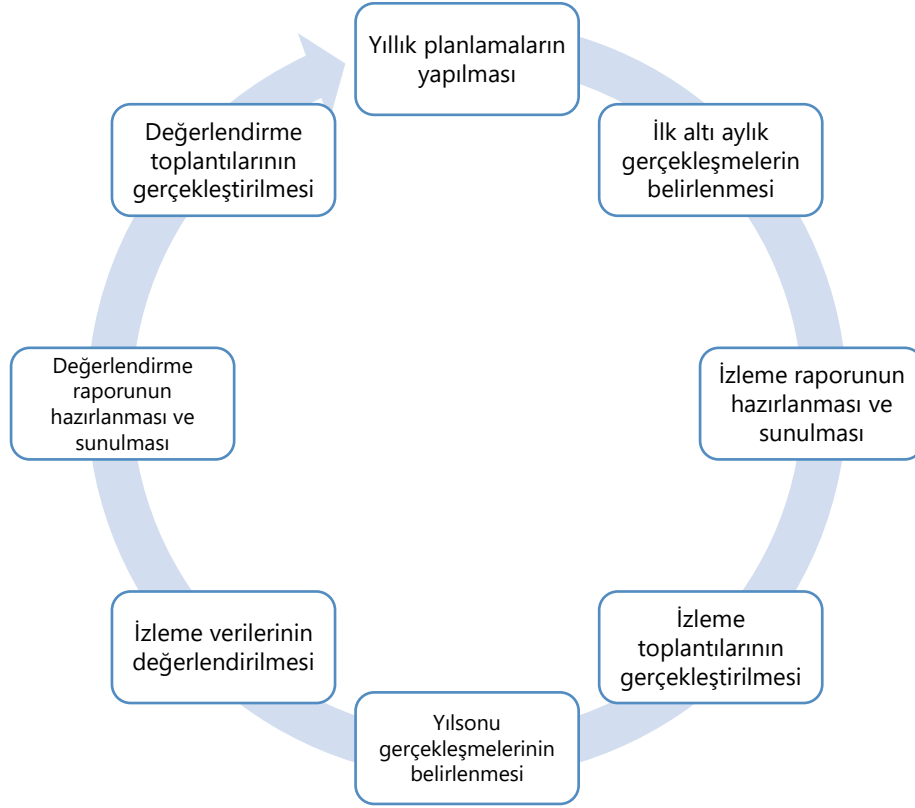 Yıllık planlamaların
yapılması
İlk altı aylık
gerçekleşmelerin
belirlenmesi
İzleme raporunun
hazırlanması ve
sunulması
İzleme
toplantılarının
gerçekleştirilmesi
Yılsonu
gerçekleşmelerinin
belirlenmesi
İzleme verilerinin
değerlendirilmesi
Değerlendirme
raporunun
hazırlanması ve
sunulması
Değerlendirme
toplantılarının
gerçekleştirilmesi